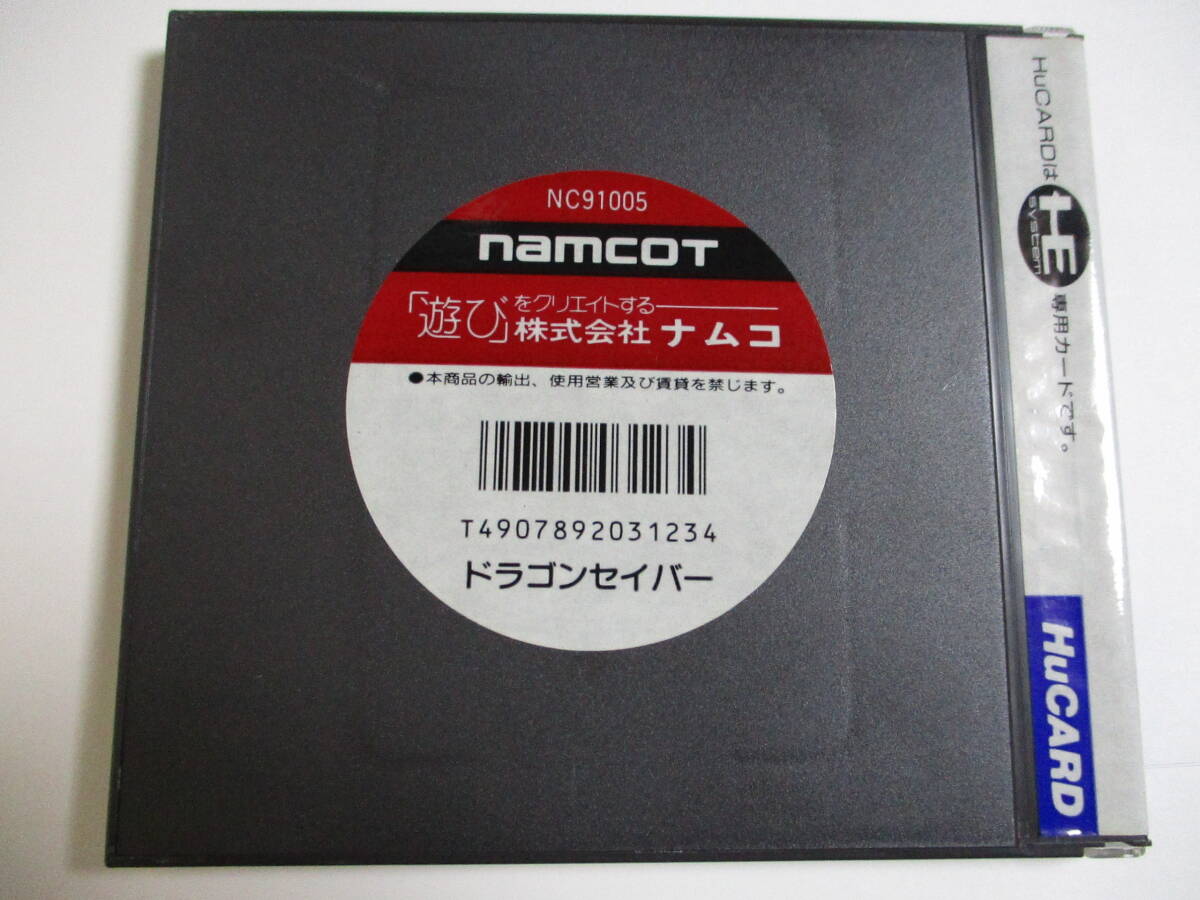 NC91005
namcoT
「遊び」をクリエイトする
株式会社 ナムコ
●本商品の輸出、使用営業及び賃貸を禁じます。
T4907892031234
ドラゴンセイバー
HuCARDは HE system 専用カードです。
HuCARD